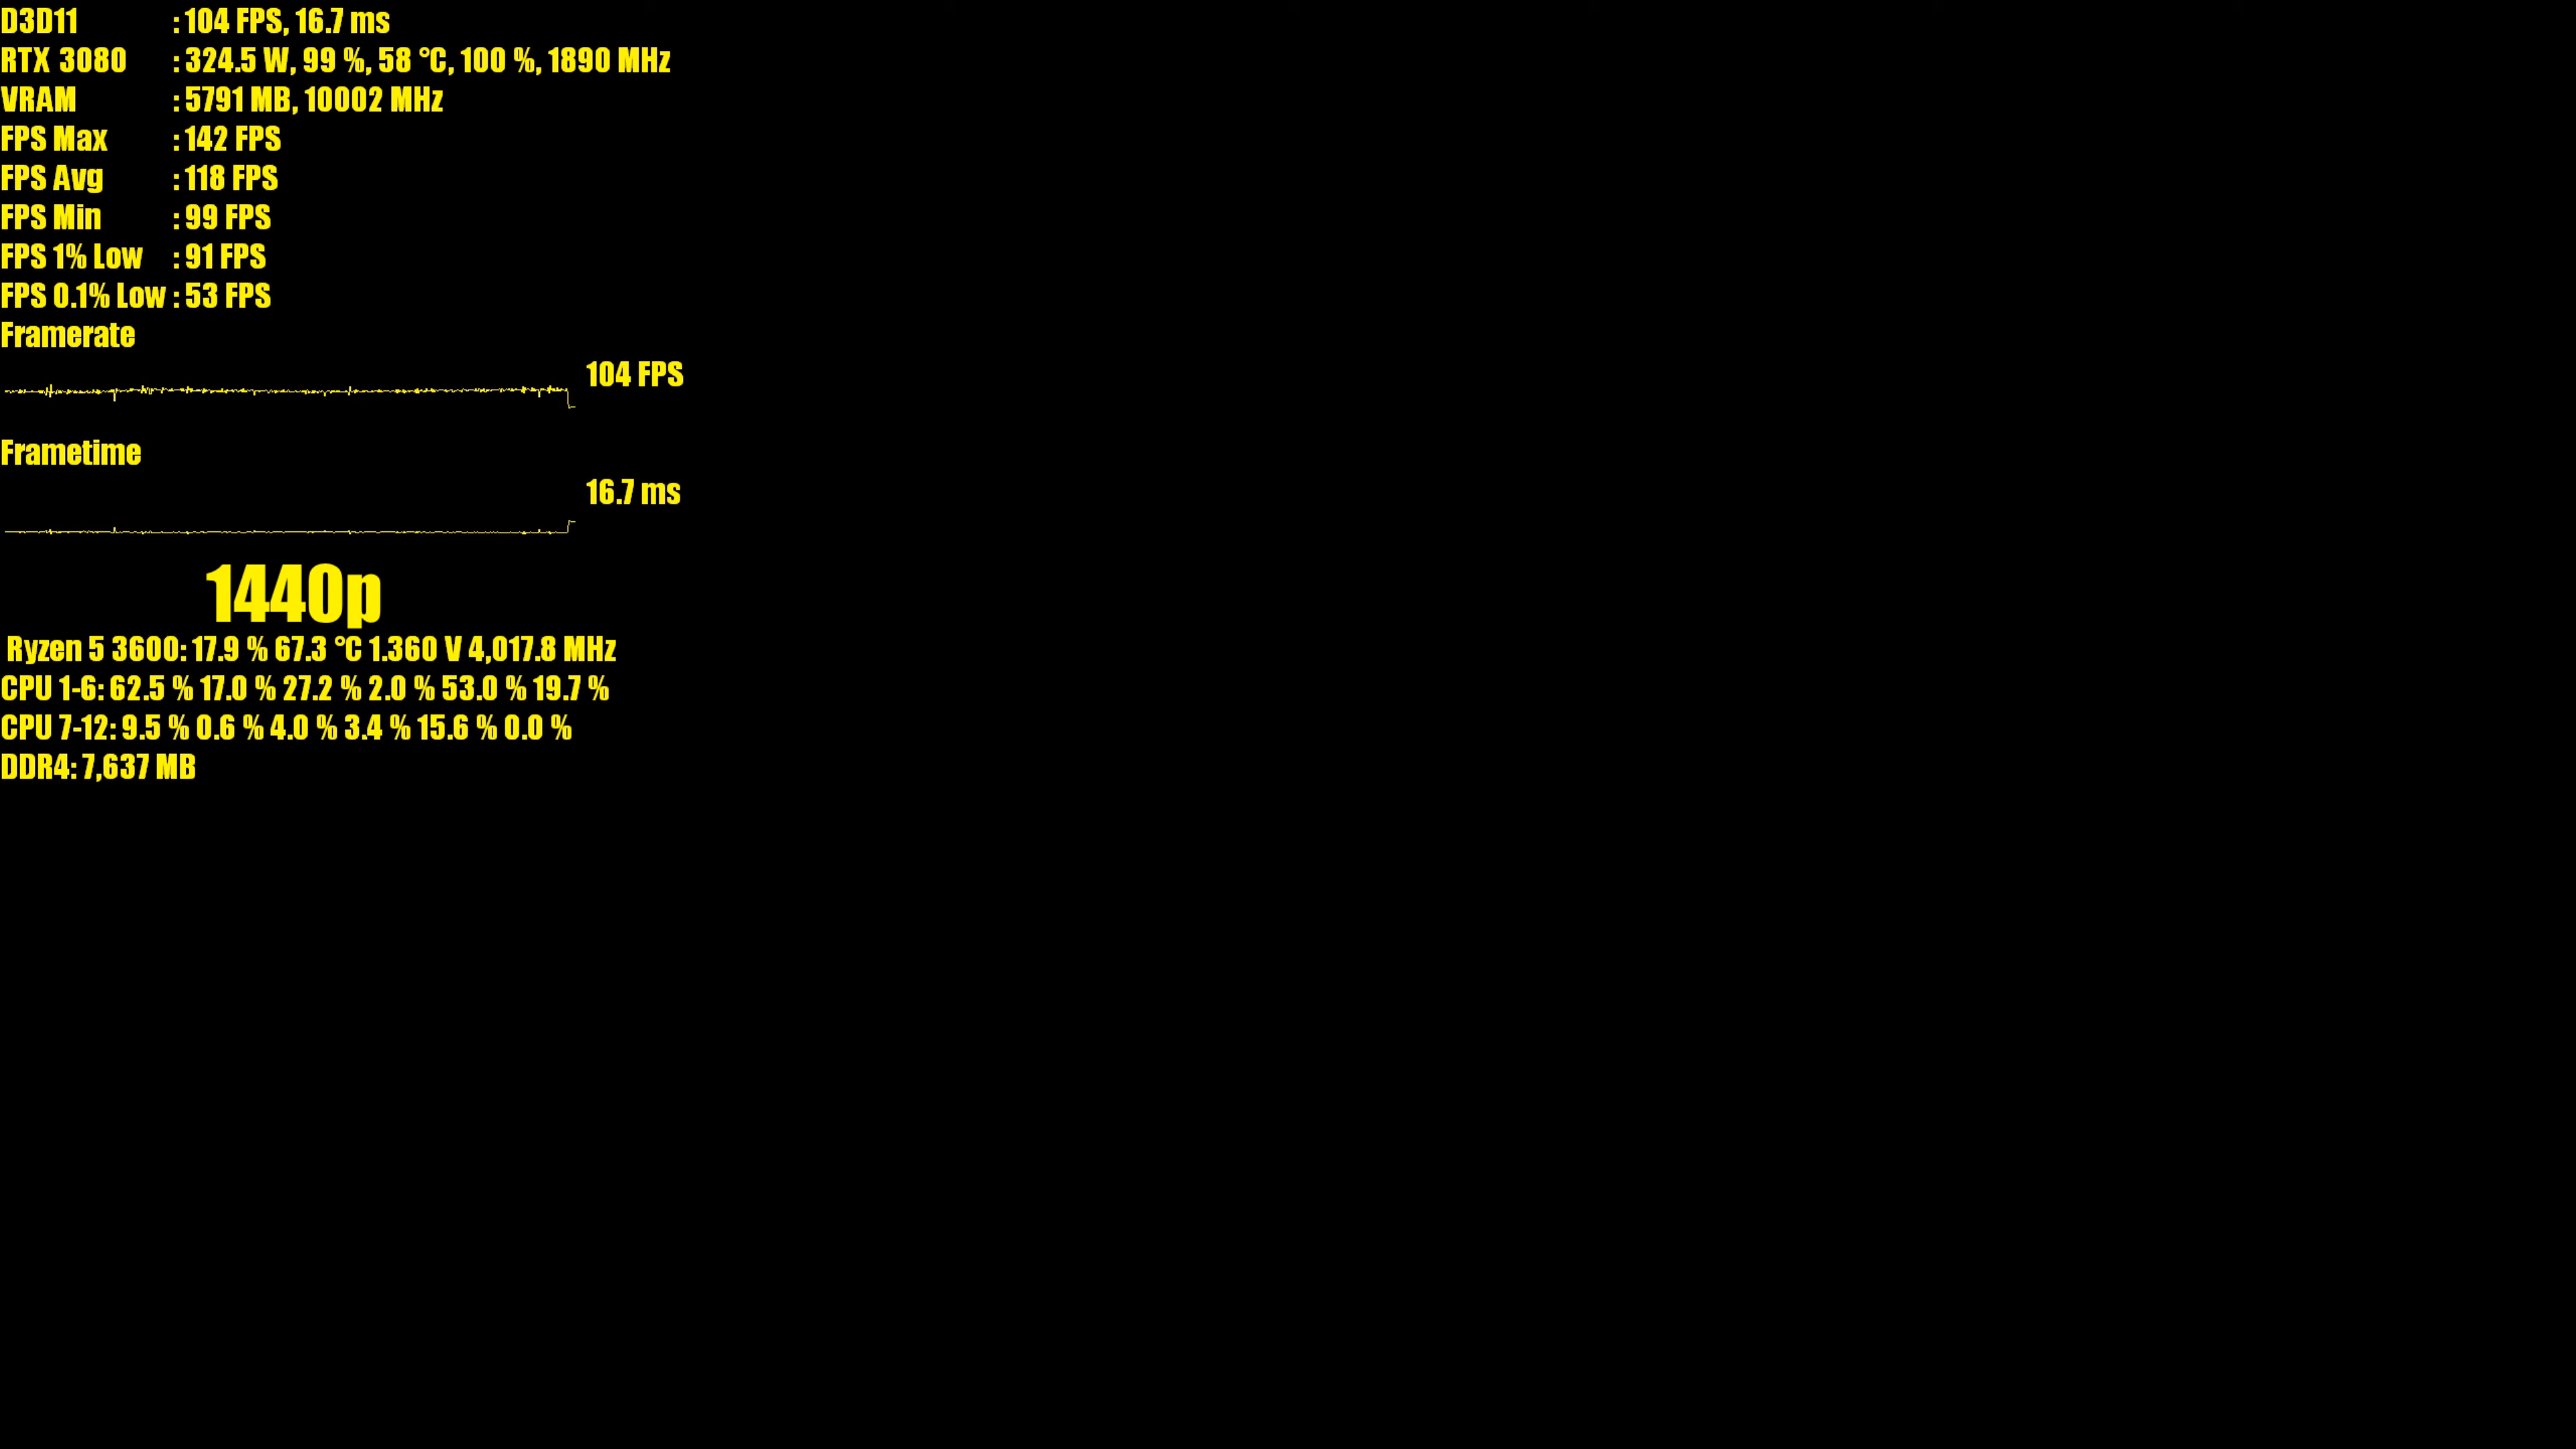 D3D11 : 104 FPS, 16.7 ms
RTX 3080 : 324.5 W, 99 %, 58 °C, 100 %, 1890 MHz
VRAM : 5791 MB, 10002 MHz
FPS Max : 142 FPS
FPS Avg : 118 FPS
FPS Min : 99 FPS
FPS 1% Low : 91 FPS
FPS 0.1% Low : 53 FPS
Framerate
104 FPS
Frametime
16.7 ms
1440p
Ryzen 5 3600: 17.9 % 67.3 °C 1.360 V 4,017.8 MHz
CPU 1-6: 62.5 % 17.0 % 27.2 % 2.0 % 53.0 % 19.7 %
CPU 7-12: 9.5 % 0.6 % 4.0 % 3.4 % 15.6 % 0.0 %
DDR4: 7,637 MB